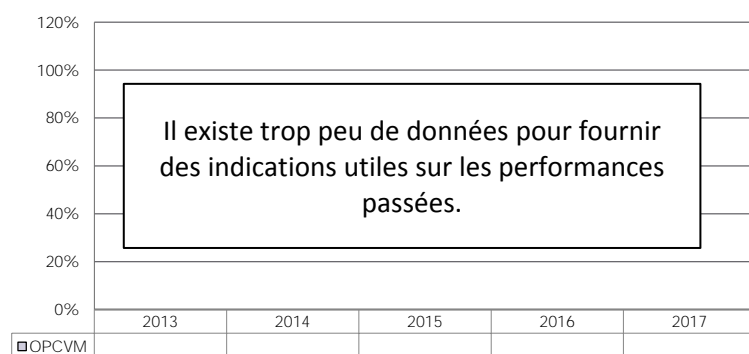 120%
100%
80%
60%
40%
20%
0%
Il existe trop peu de données pour fournir
des indications utiles sur les performances
passées.
2013 2014 2015 2016 2017
OPCVM